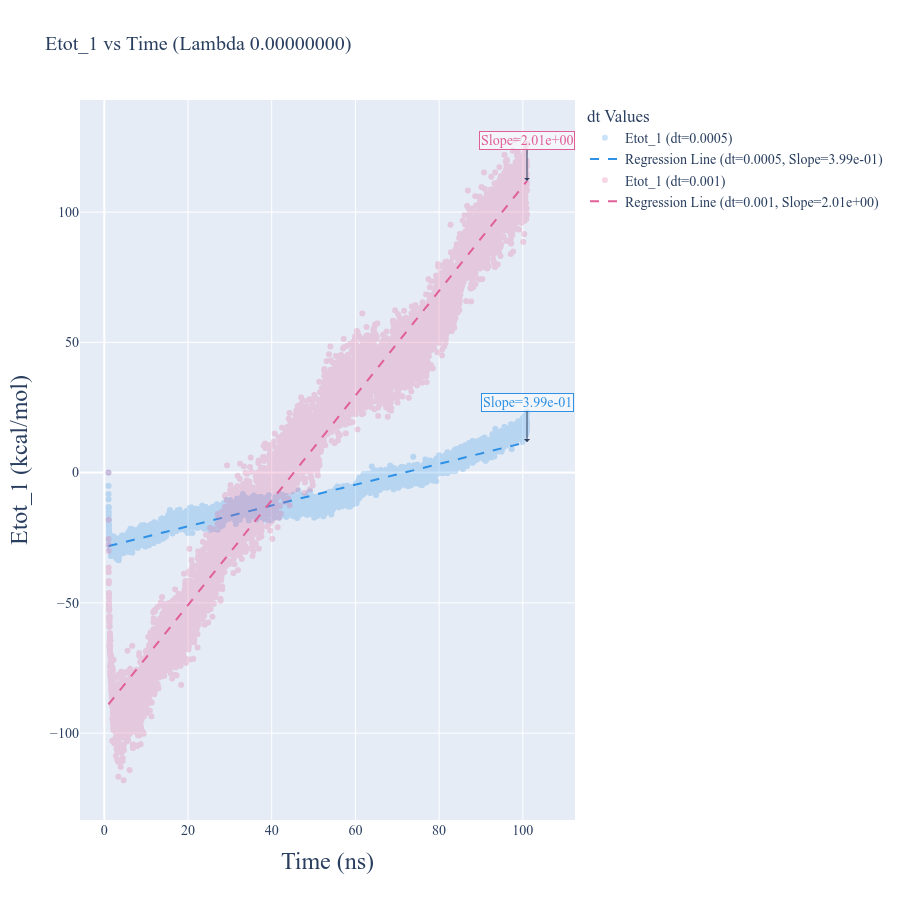 Etot_1 vs Time (Lambda 0.00000000)
dt Values
Etot_1 (dt=0.0005)
Regression Line (dt=0.0005, Slope=3.99e-01)
Etot_1 (dt=0.001)
Regression Line (dt=0.001, Slope=2.01e+00)
Slope=2.01e+00
Slope=3.99e-01
Etot_1 (kcal/mol)
100
50
0
−50
−100
0
20
40
60
80
100
Time (ns)